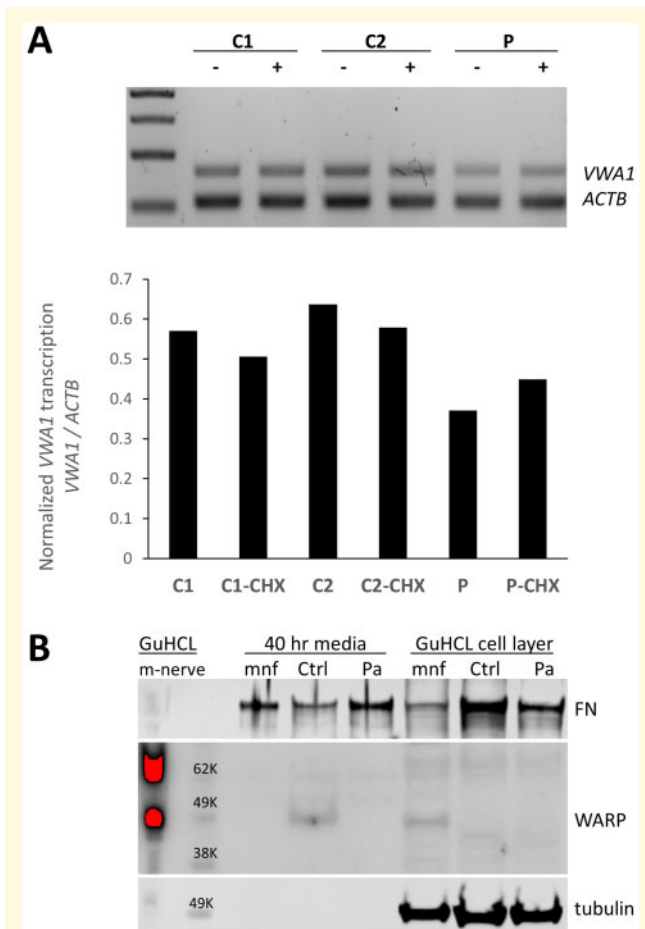 A
C1 C2 P
- + - + - +
VWA1
ACTB
Normalized VWA1 transcription
VWA1 / ACTB
0.7
0.6
0.5
0.4
0.3
0.2
0.1
0
C1 C1-CHX C2 C2-CHX P P-CHX
B
GuHCL 40 hr media GuHCL cell layer
m-nerve mnf Ctrl Pa mnf Ctrl Pa
FN
62K
49K
WARP
38K
49K
tubulin